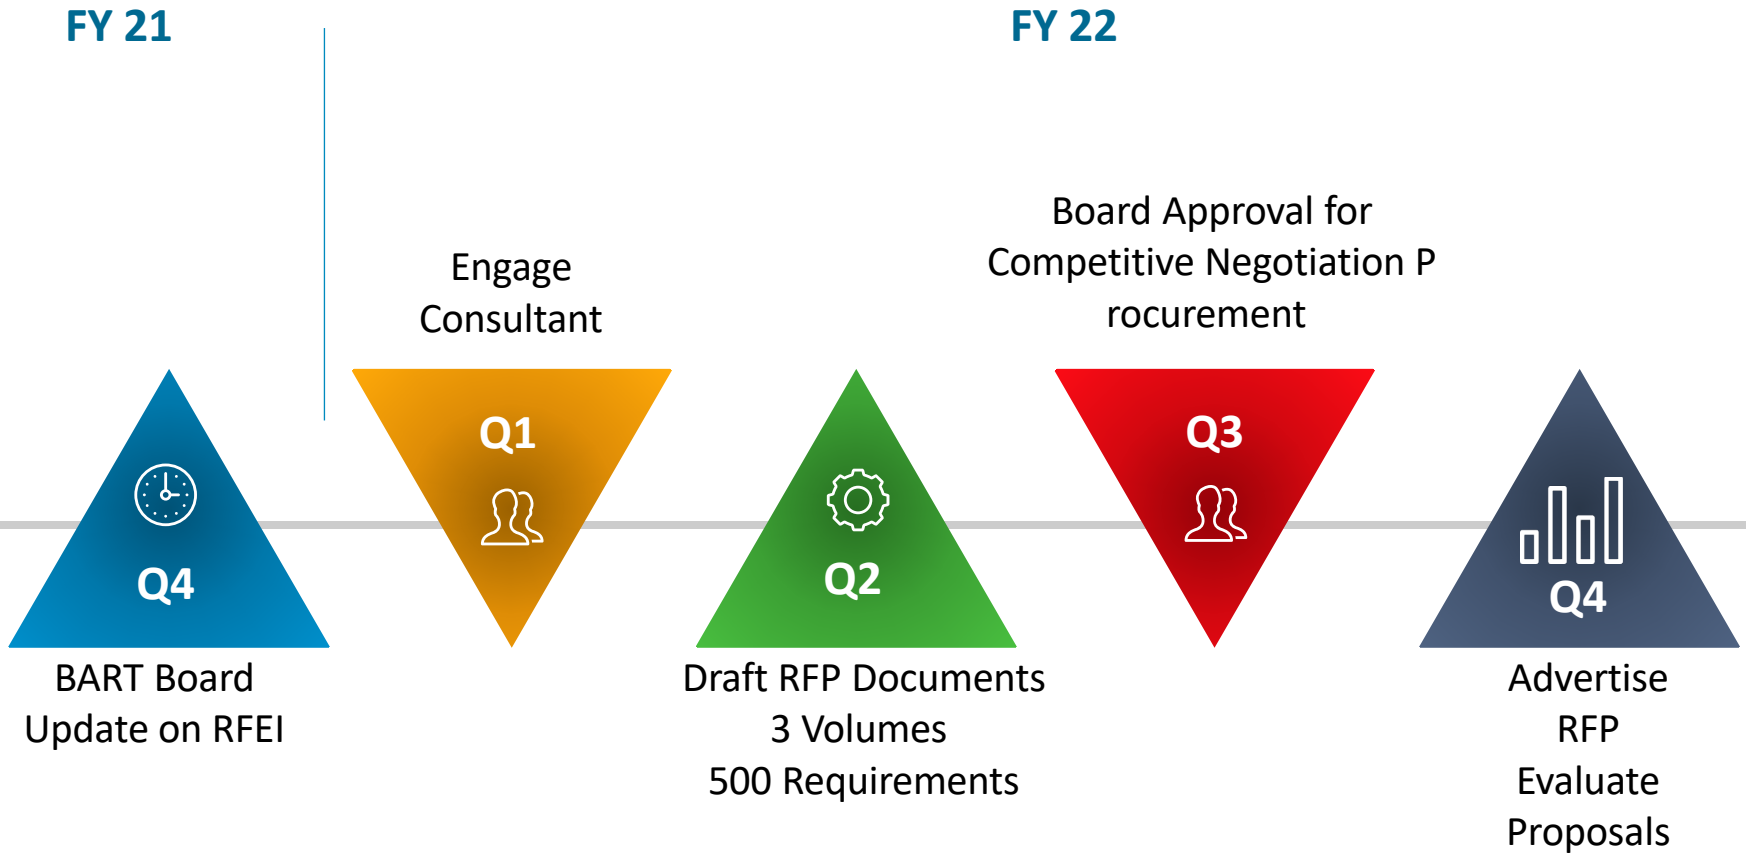 FY 21
FY 22
Q4
BART Board
Update on RFEI
Engage
Consultant
Q1
Q2
Draft RFP Documents
3 Volumes
500 Requirements
Board Approval for
Competitive Negotiation P
rocurement
Q3
Q4
Advertise
RFP
Evaluate
Proposals